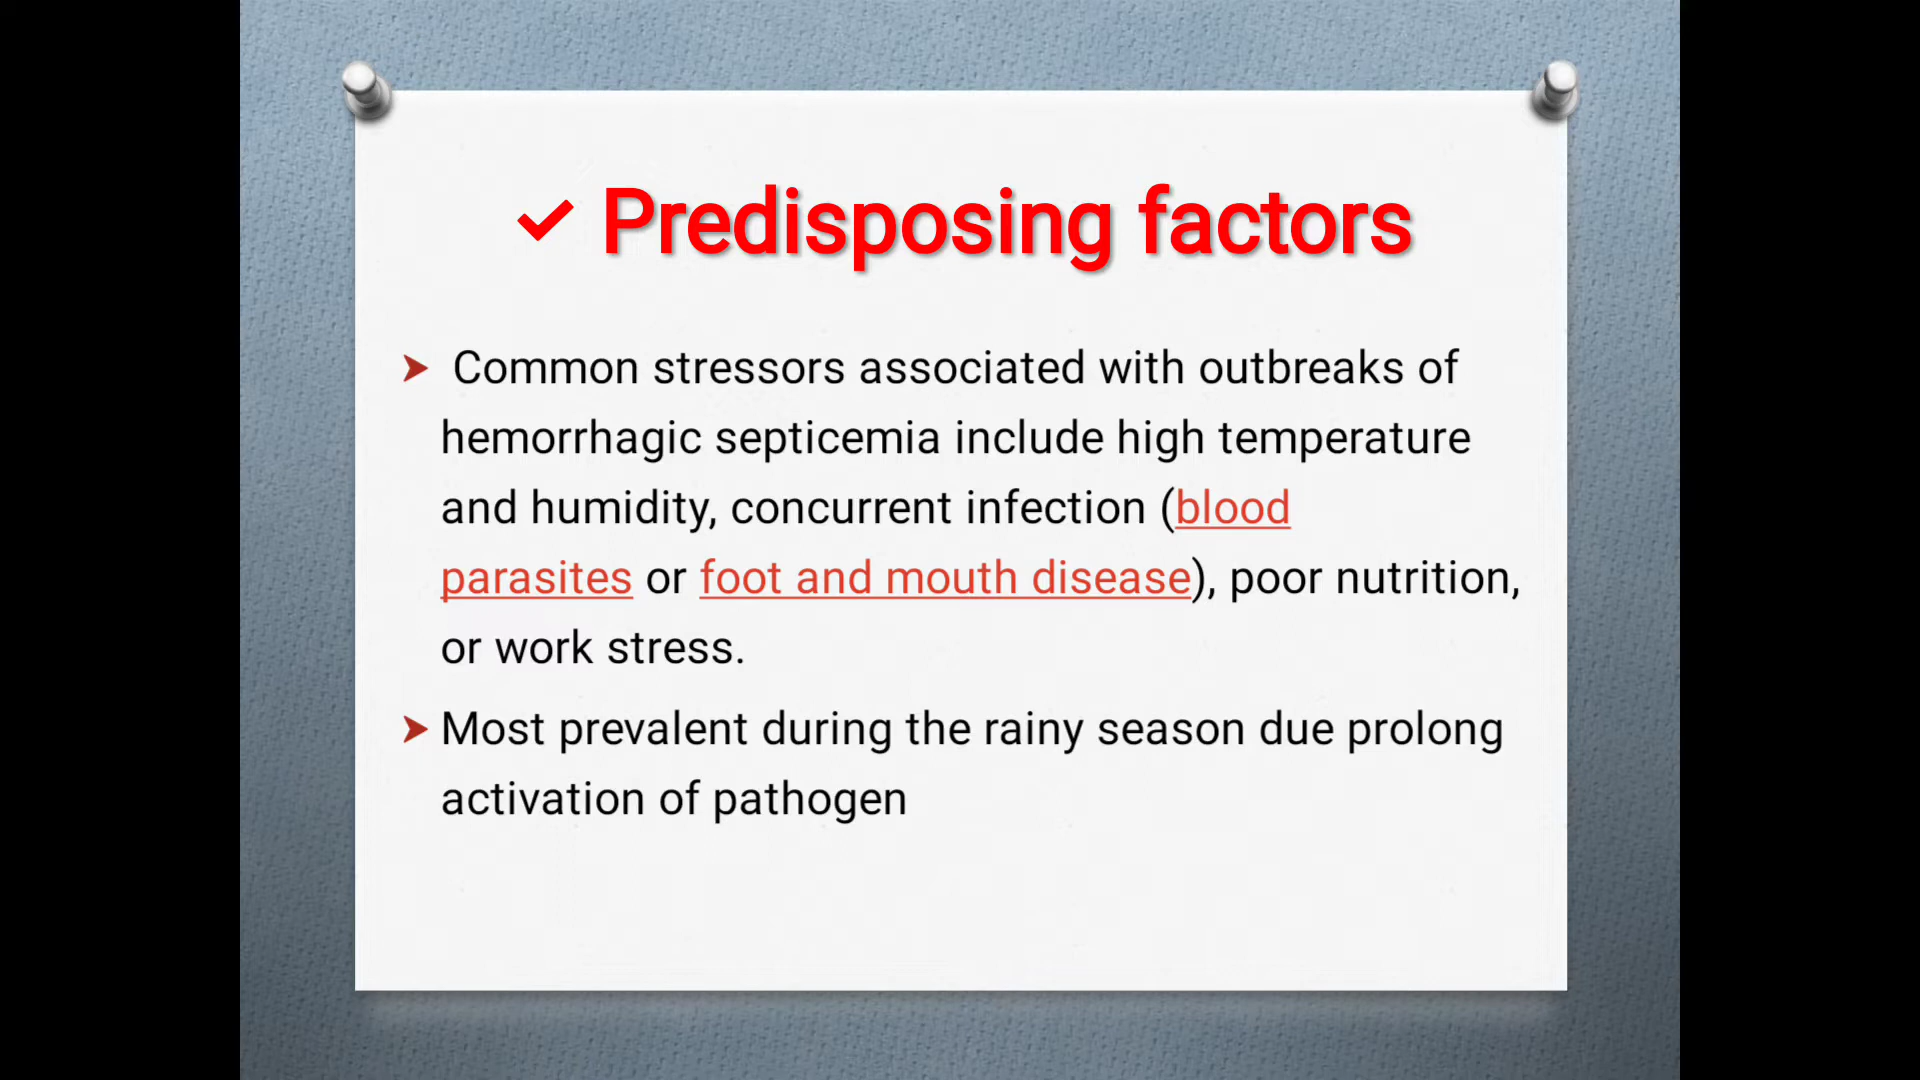 ✓ Predisposing factors
➤ Common stressors associated with outbreaks of
hemorrhagic septicemia include high temperature
and humidity, concurrent infection (blood
parasites or foot and mouth disease), poor nutrition,
or work stress.
➤ Most prevalent during the rainy season due prolong
activation of pathogen